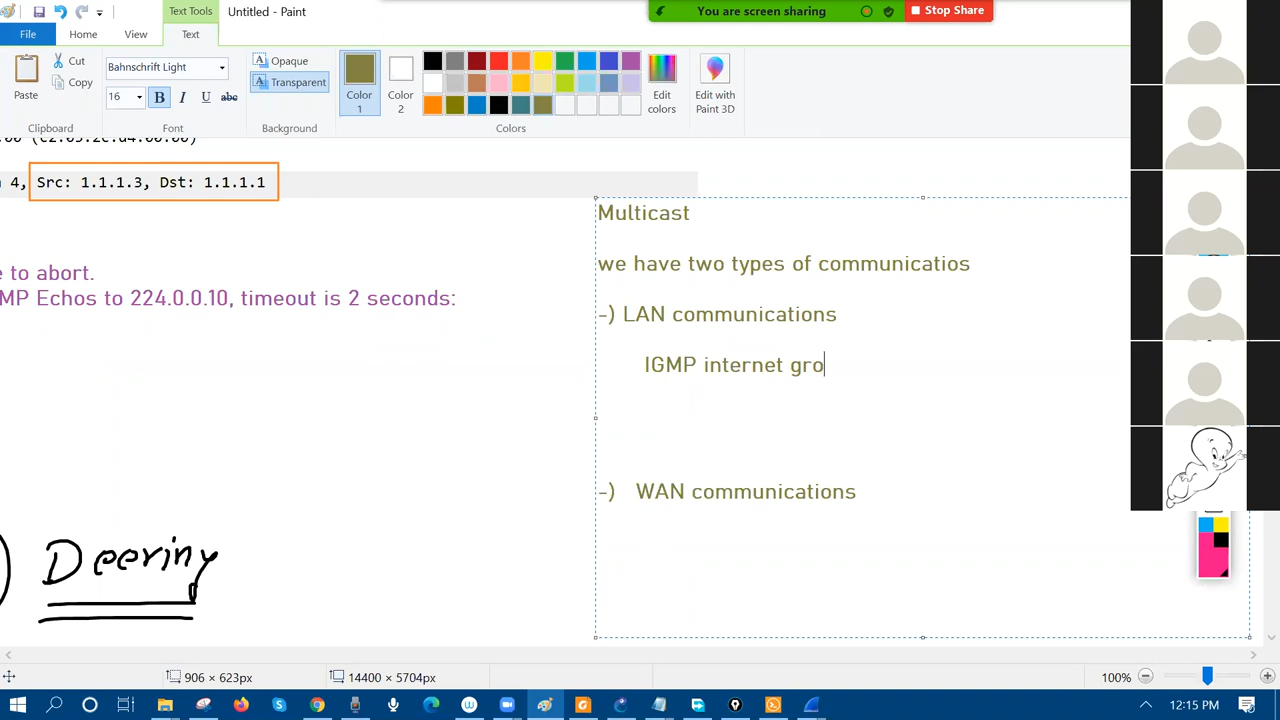 Untitled - Paint
Text Tools
You are screen sharing
Stop Share
File
Home
View
Text
Paste
Cut
Copy
Clipboard
Bahnschrift Light
16
B I U abc
Font
Opaque
Transparent
Background
Color 1
Color 2
Edit colors
Edit with Paint 3D
Colors
4, Src: 1.1.1.3, Dst: 1.1.1.1
e to abort.
MP Echos to 224.0.0.10, timeout is 2 seconds:
Deering
Multicast
we have two types of communicatios
-) LAN communications
IGMP internet gro
-) WAN communications
906 × 623px
14400 × 5704px
100%
12:15 PM